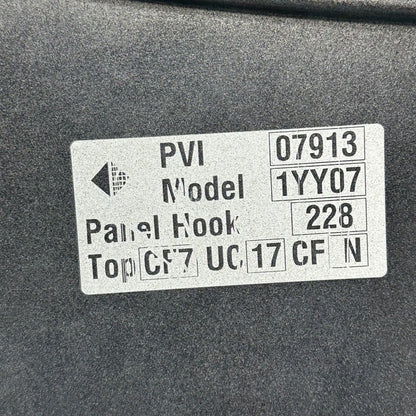 PVI 07913
Model 1YY07
Panel Hook 228
Top CF7 UC 17 CF N